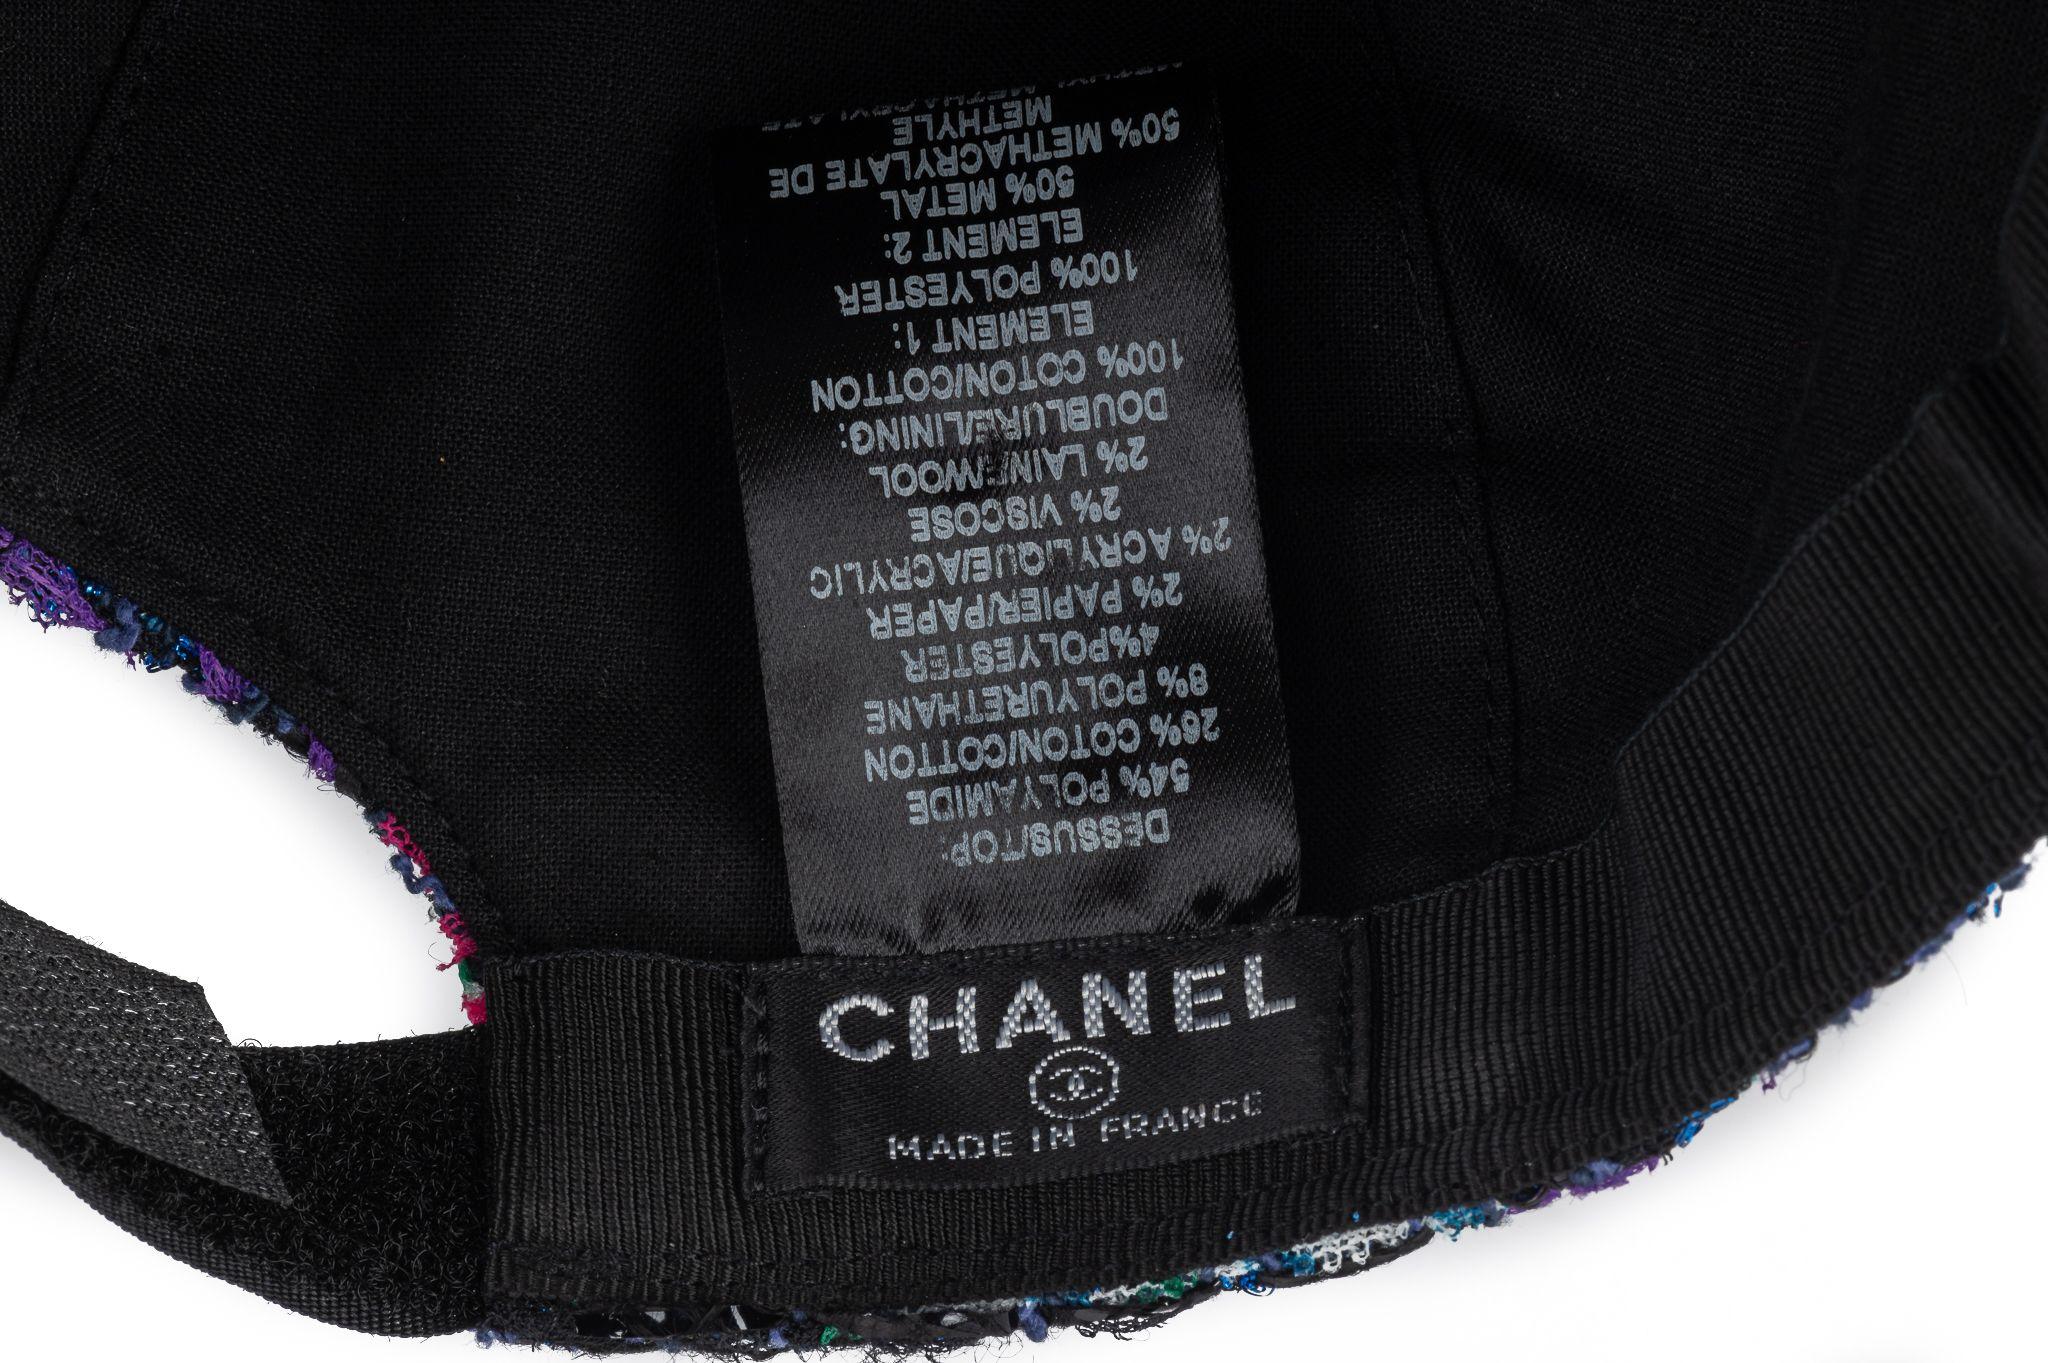 DESSUS/TOP:
54% POLYAMIDE
26% COTON/COTTON
8% POLYURETHANE
4%POLYESTER
2% PAPIER/PAPER
2% ACRYLIQUE/ACRYLIC
2% VISCOSE
2% LAINE/WOOL
DOUBLURE/LINING:
100% COTON/COTTON
ELEMENT 1:
100% POLYESTER
ELEMENT 2:
50% METAL
50% METHACRYLATE DE
METHYLE
METHYL METHACRYLATE
CHANEL
MADE IN FRANCE